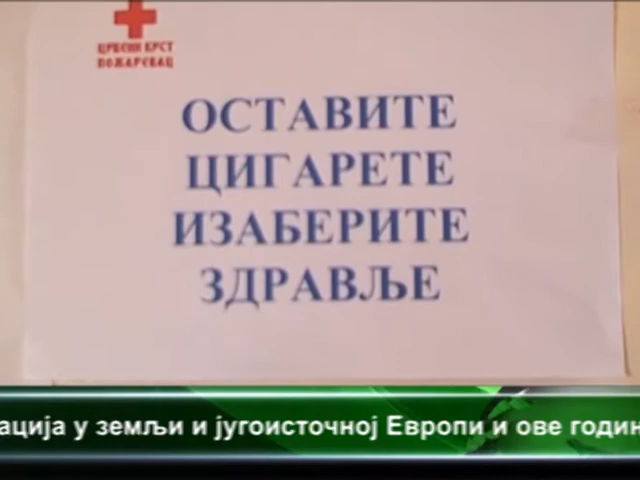 ЦРВЕНИ КРСТ
ПОЖАРЕВАЦ
ОСТАВИТЕ
ЦИГАРЕТЕ
ИЗАБЕРИТЕ
ЗДРАВЉЕ
ација у земљи и југоисточној Европи и ове годин